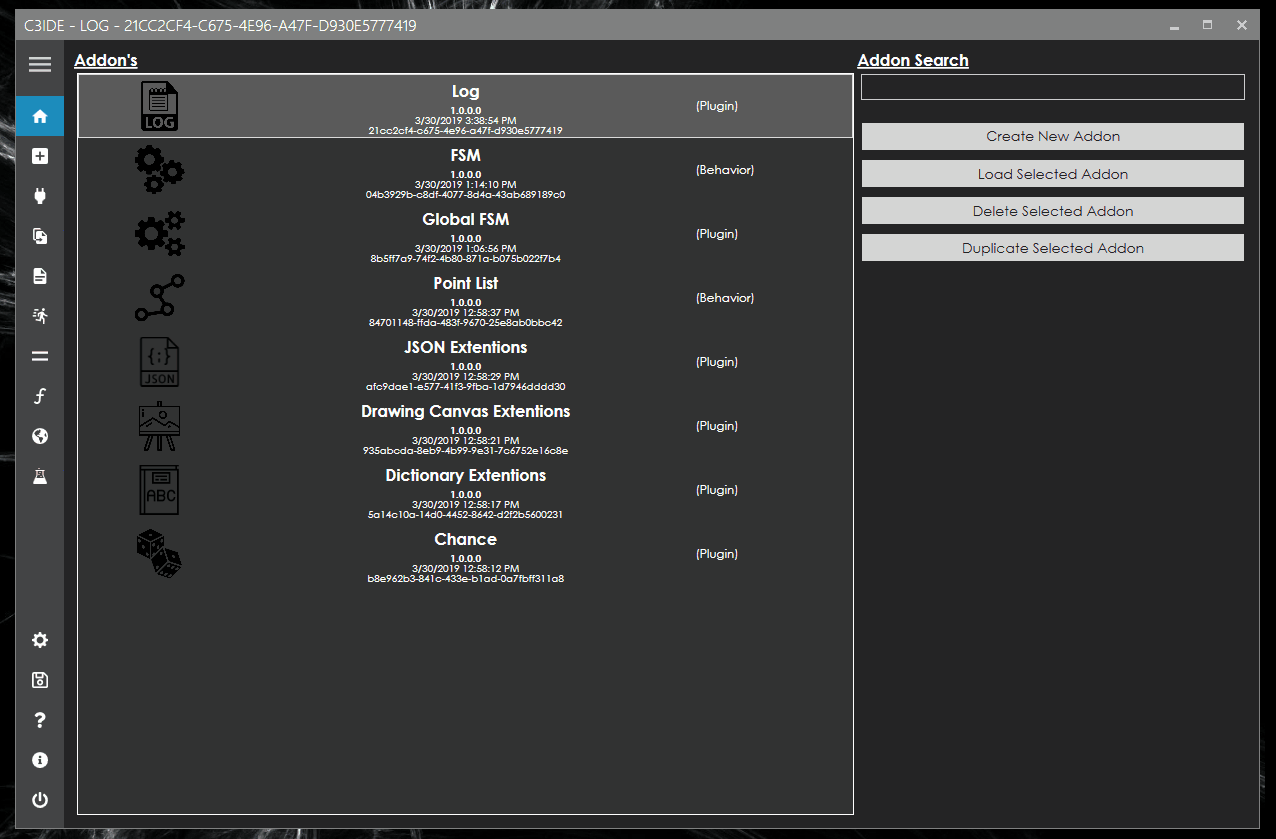 C3IDE - LOG - 21CC2CF4-C675-4E96-A47F-D930E5777419
Addon's
LOG
Log
1.0.0.0
3/30/2019 3:38:54 PM
21cc2cf4-c675-4e96-a47f-d930e5777419
(Plugin)
FSM
1.0.0.0
3/30/2019 1:14:10 PM
04b3929b-c8df-4077-8d4a-43ab689189c0
(Behavior)
Global FSM
1.0.0.0
3/30/2019 1:06:56 PM
8b5ff7a9-74f2-4b80-871a-b075b022f7b4
(Plugin)
Point List
1.0.0.0
3/30/2019 12:58:37 PM
84701148-ffda-483f-9670-25e8ab0bbc42
(Behavior)
{;}
JSON
JSON Extentions
1.0.0.0
3/30/2019 12:58:29 PM
afc9dae1-e577-41f3-9fba-1d7946dddd30
(Plugin)
Drawing Canvas Extentions
1.0.0.0
3/30/2019 12:58:21 PM
935abcda-8eb9-4b99-9e31-7c6752e16c8e
(Plugin)
ABC
Dictionary Extentions
1.0.0.0
3/30/2019 12:58:17 PM
5a14c10a-14d0-4452-8642-d2f2b5600231
(Plugin)
Chance
1.0.0.0
3/30/2019 12:58:12 PM
b8e962b3-841c-433e-b1ad-0a7fbff311a8
(Plugin)
Addon Search
Create New Addon
Load Selected Addon
Delete Selected Addon
Duplicate Selected Addon